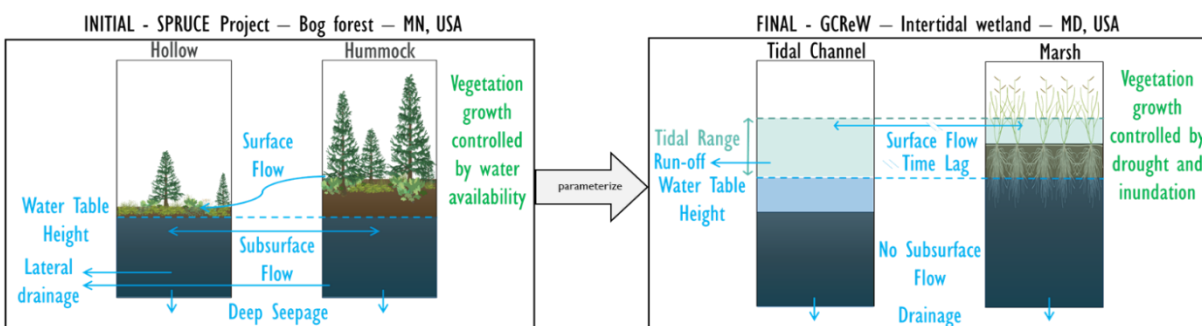 INITIAL - SPRUCE Project – Bog forest – MN, USA
Hollow
Hummock
Surface
Flow
Vegetation
growth
controlled
by water
availability
Water Table
Height
Subsurface
Flow
Lateral
drainage
Deep Seepage
parameterize
FINAL - GCReW – Intertidal wetland – MD, USA
Tidal Channel
Marsh
Tidal Range
Run-off
Water Table
Height
Surface Flow
Time Lag
Vegetation
growth
controlled by
drought and
inundation
No Subsurface
Flow
Drainage